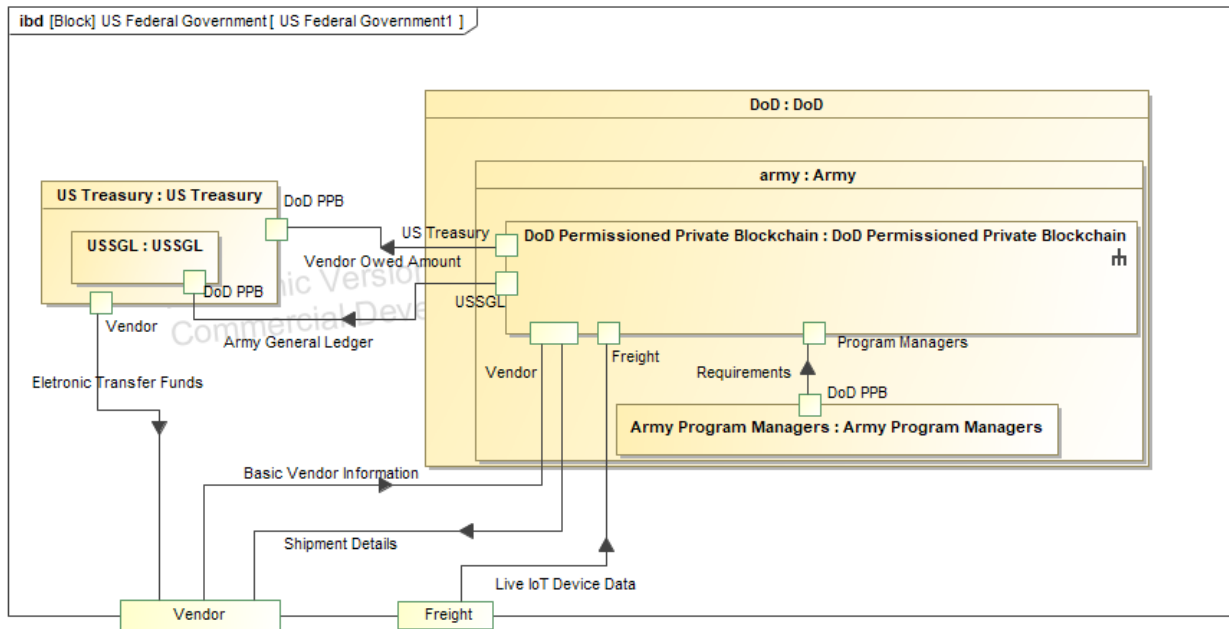 ibd [Block] US Federal Government[ US Federal Government1 ]
DoD : DoD
army : Army
US Treasury : US Treasury
DoD PPB
USSGL : USSGL
US Treasury
DoD Permissioned Private Blockchain : DoD Permissioned Private Blockchain
Vendor Owed Amount
DoD PPB
USSGL
Vendor
Army General Ledger
Freight
Program Managers
Vendor
Requirements
Eletronic Transfer Funds
DoD PPB
Army Program Managers : Army Program Managers
Basic Vendor Information
Shipment Details
Live IoT Device Data
Vendor
Freight